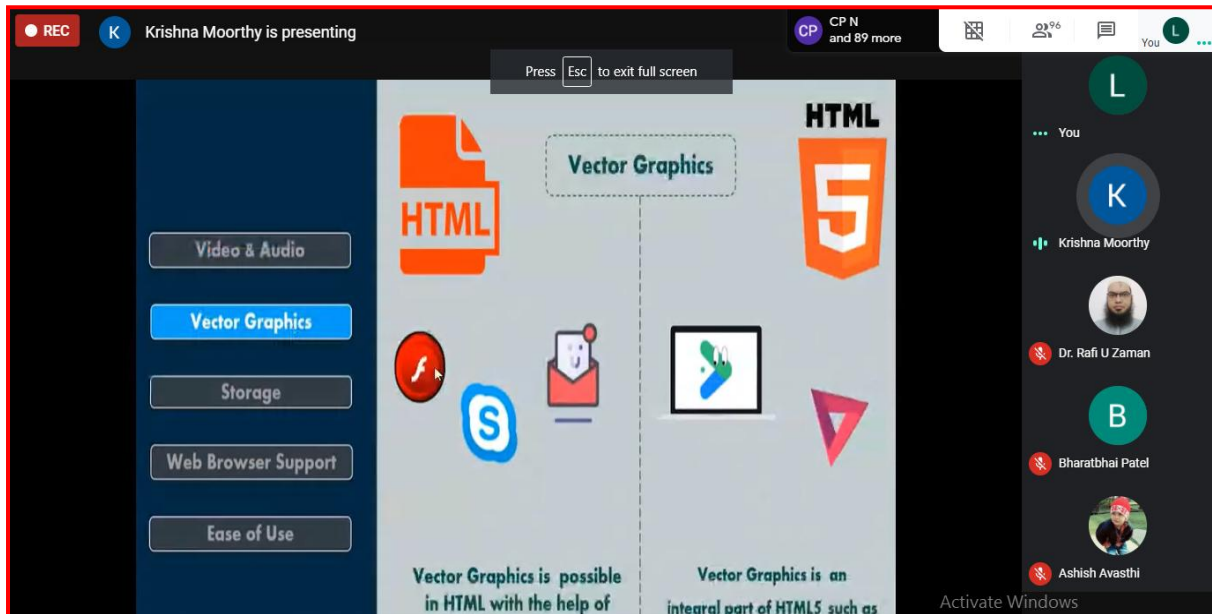 REC
K
Krishna Moorthy is presenting
CP
CP N
and 89 more
96
You
L
Press Esc to exit full screen
Video & Audio
Vector Graphics
Storage
Web Browser Support
Ease of Use
HTML
Vector Graphics
HTML
5
S
Vector Graphics is possible
in HTML with the help of
Vector Graphics is an
integral part of HTML5 such as
L
You
K
Krishna Moorthy
Dr. Rafi U Zaman
B
Bharatbhai Patel
Ashish Avasthi
Activate Windows